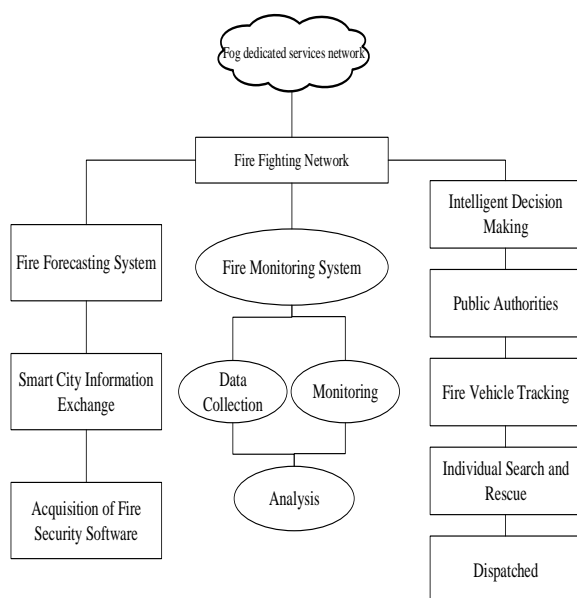 Fog dedicated services network
Fire Fighting Network
Fire Forecasting System
Smart City Information
Exchange
Acquisition of Fire
Security Software
Fire Monitoring System
Data
Collection
Monitoring
Analysis
Intelligent Decision
Making
Public Authorities
Fire Vehicle Tracking
Individual Search and
Rescue
Dispatched